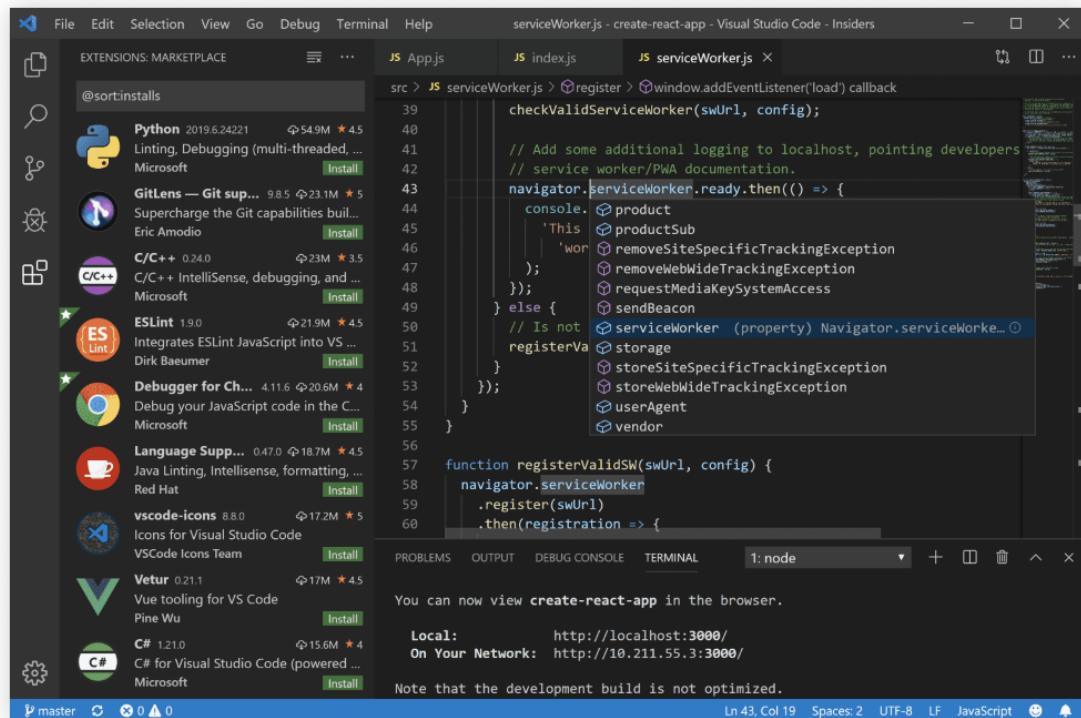 File Edit Selection View Go Debug Terminal Help serviceWorker.js - create-react-app - Visual Studio Code - Insiders
EXTENSIONS: MARKETPLACE
@sort:installs
Python 2019.6.24221 54.9M ★ 4.5
Linting, Debugging (multi-threaded, ...
Microsoft Install
GitLens — Git sup... 9.8.5 23.1M ★ 5
Supercharge the Git capabilities buil...
Eric Amodio Install
C/C++
C/C++ 0.24.0 23M ★ 3.5
C/C++ IntelliSense, debugging, and ...
Microsoft Install
ES
Lint
ESLint 1.9.0 21.9M ★ 4.5
Integrates ESLint JavaScript into VS ...
Dirk Baeumer Install
Debugger for Ch... 4.11.6 20.6M ★ 4
Debug your JavaScript code in the C...
Microsoft Install
Language Supp... 0.47.0 18.7M ★ 4.5
Java Linting, Intellisense, formatting, ...
Red Hat Install
vscode-icons 8.8.0 17.2M ★ 5
Icons for Visual Studio Code
VSCode Icons Team Install
Vetur 0.21.1 17M ★ 4.5
Vue tooling for VS Code
Pine Wu Install
C#
C# 1.21.0 15.6M ★ 4
C# for Visual Studio Code (powered ...
Microsoft Install
JS App.js JS index.js JS serviceWorker.js ×
src > JS serviceWorker.js > register > window.addEventListener('load') callback
39 checkValidServiceWorker(swUrl, config);
40
41 // Add some additional logging to localhost, pointing developers
42 // service worker/PWA documentation.
43 navigator.serviceWorker.ready.then(() => {
44 console.
45 'This
46 'wor
47 );
48 });
49 } else {
50 // Is not
51 registerVa
52 }
53 });
54 }
55 }
56
57 function registerValidSW(swUrl, config) {
58 navigator.serviceWorker
59 .register(swUrl)
60 .then(registration => {
product
productSub
removeSiteSpecificTrackingException
removeWebWideTrackingException
requestMediaKeySystemAccess
sendBeacon
serviceWorker (property) Navigator.serviceWorke...
storage
storeSiteSpecificTrackingException
storeWebWideTrackingException
userAgent
vendor
PROBLEMS OUTPUT DEBUG CONSOLE TERMINAL 1: node
You can now view create-react-app in the browser.
Local: http://localhost:3000/
On Your Network: http://10.211.55.3:3000/
Note that the development build is not optimized.
master 0 0 Ln 43, Col 19 Spaces: 2 UTF-8 LF JavaScript